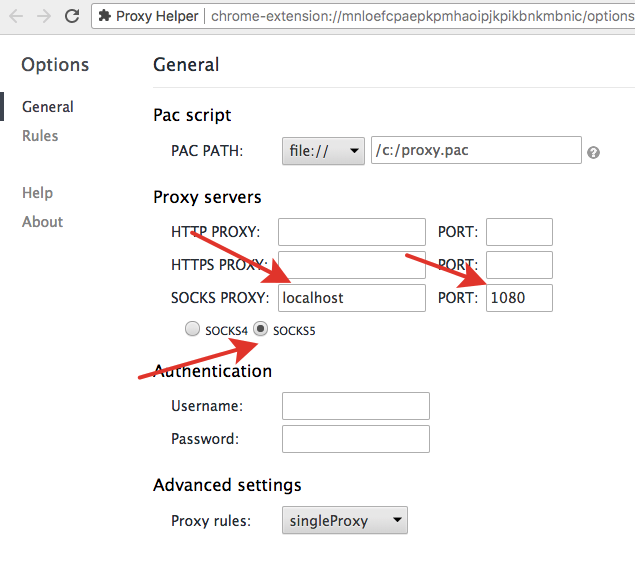 Proxy Helper chrome-extension://mnloefcpaepkpmhaoipjkpikbnkmbnic/options
Options
General
Rules
Help
About
General
Pac script
PAC PATH: file:// /c:/proxy.pac
Proxy servers
HTTP PROXY: PORT:
HTTPS PROXY: PORT:
SOCKS PROXY: localhost PORT: 1080
SOCKS4 SOCKS5
Authentication
Username:
Password:
Advanced settings
Proxy rules: singleProxy